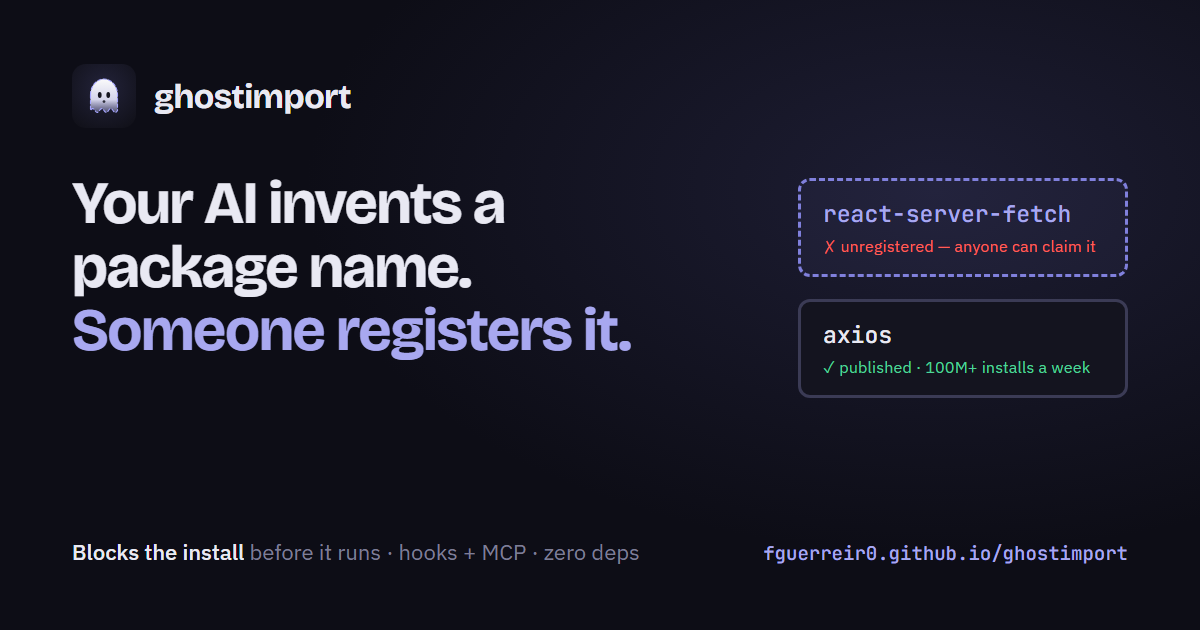 ghostimport
Your AI invents a
package name.
Someone registers it.
react-server-fetch
✗ unregistered — anyone can claim it
axios
✓ published · 100M+ installs a week
Blocks the install before it runs · hooks + MCP · zero deps
fguerreir0.github.io/ghostimport